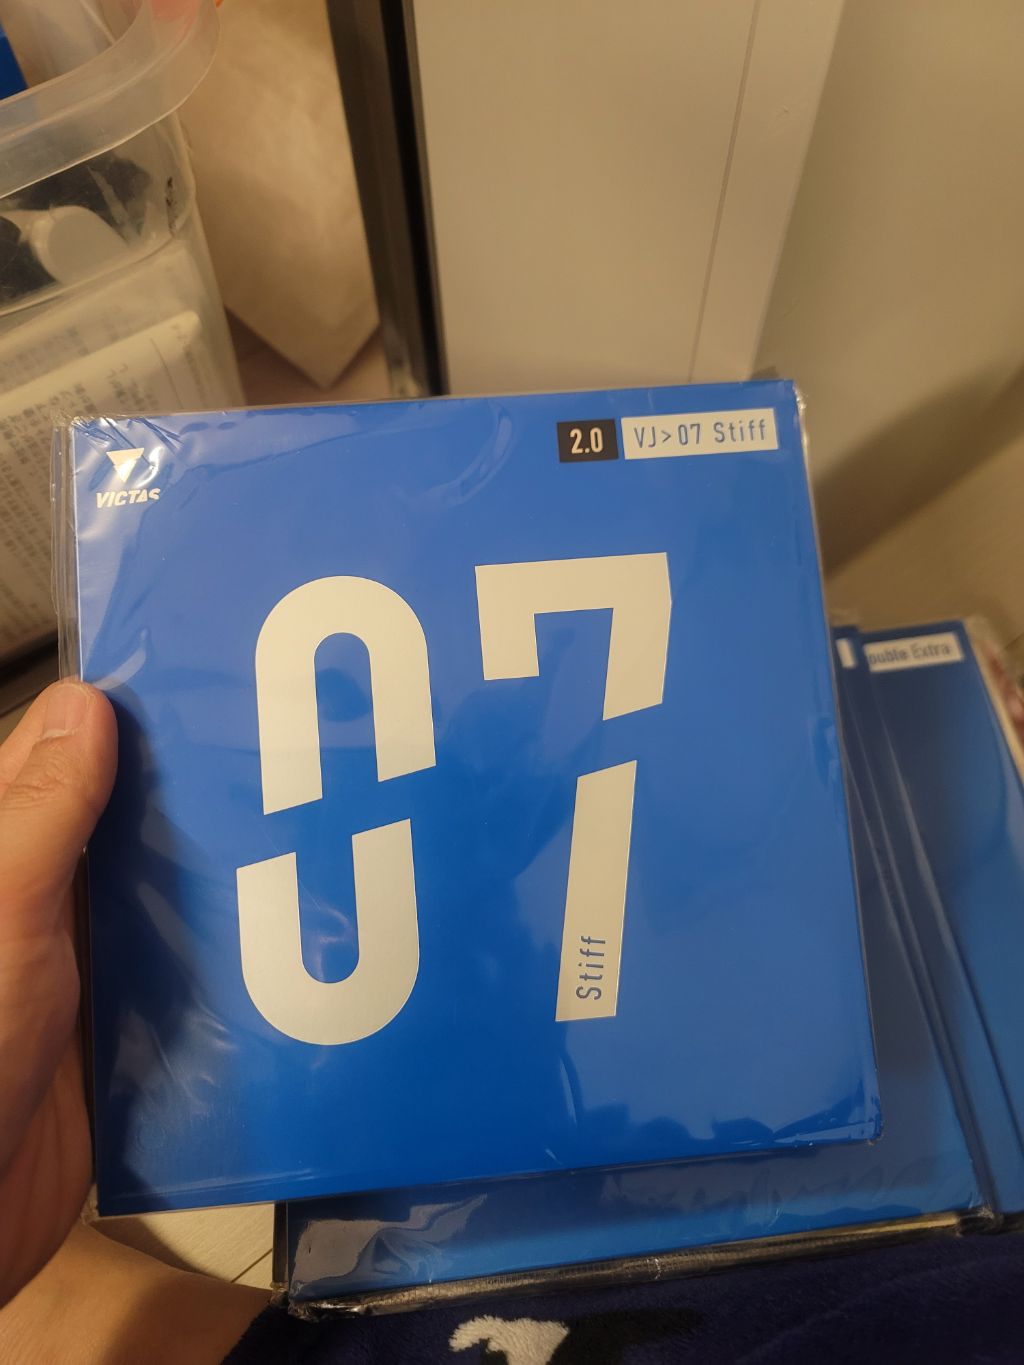 VICTAS
2.0 VJ>07 Stiff
07
Stiff
ouble Extra